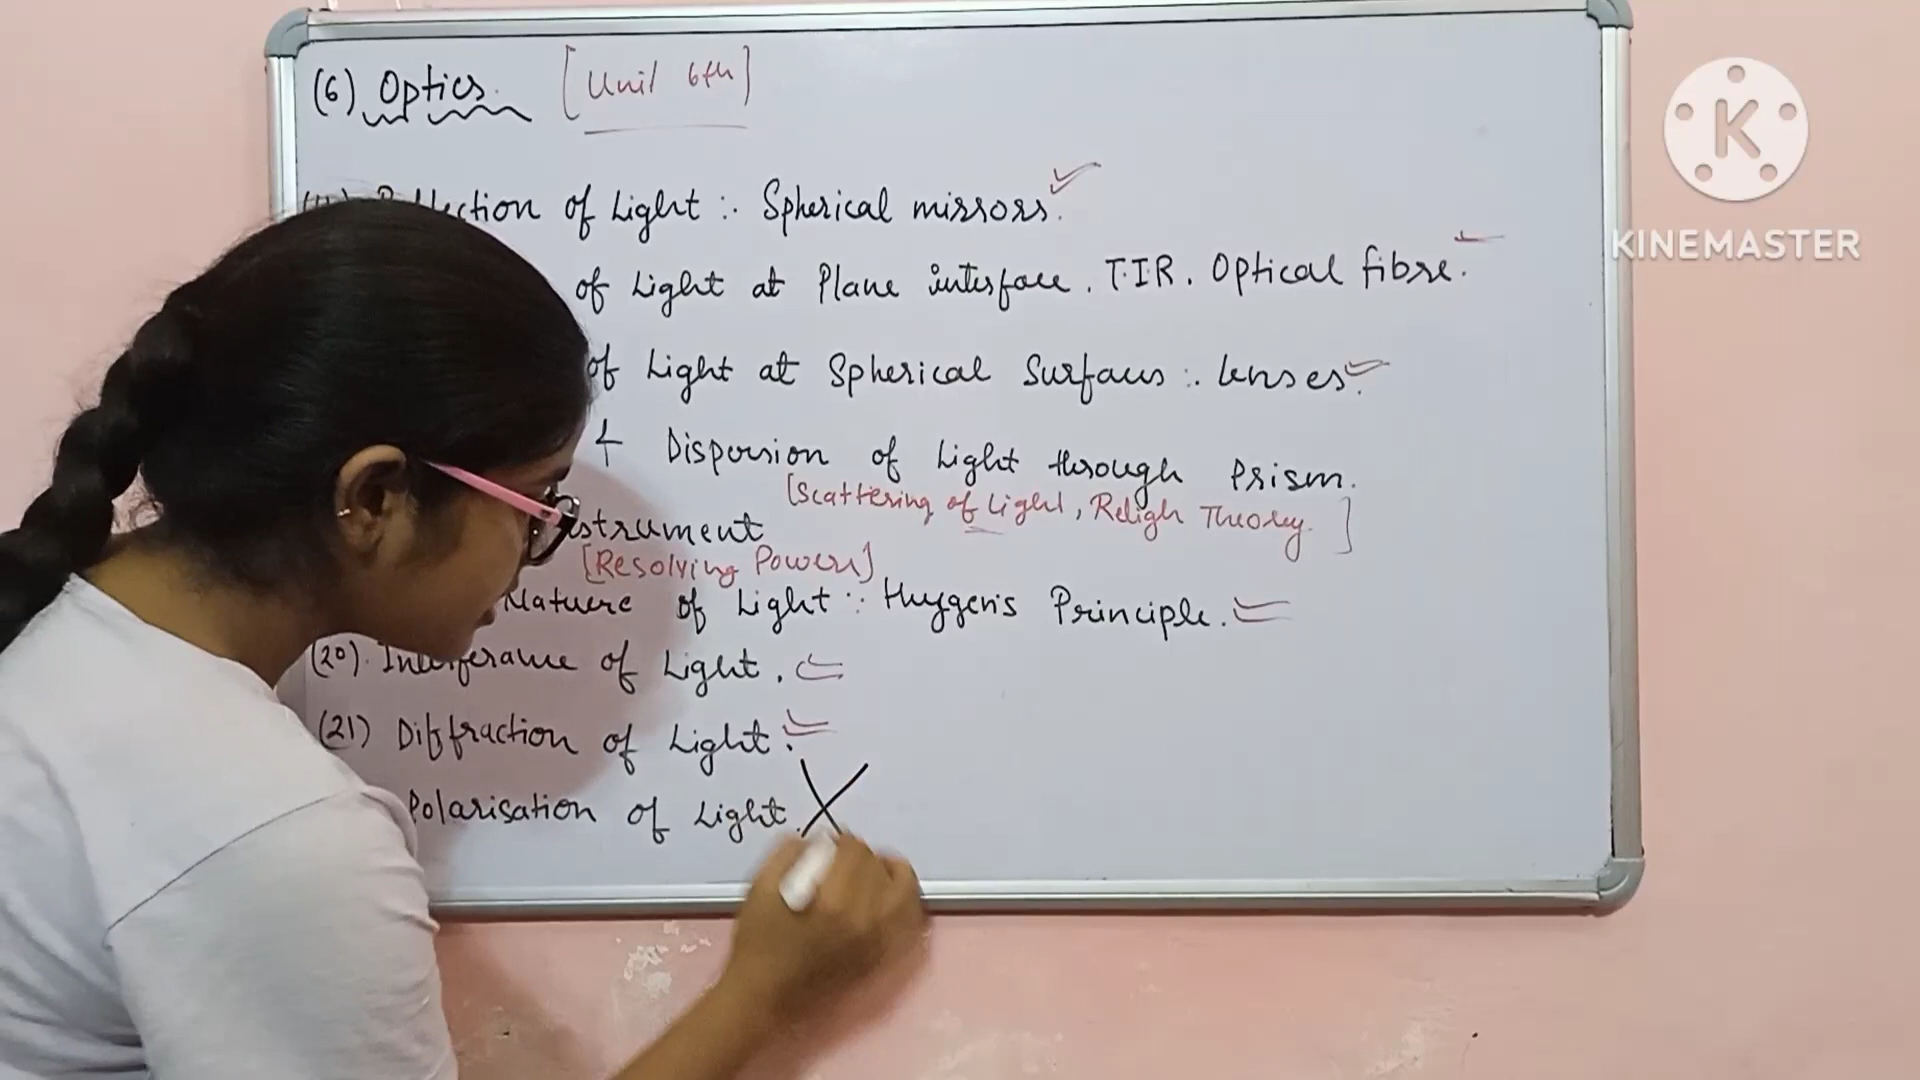 (6) Optics. [Unit 6th]
of Light :. Spherical mirrors.
of Light at Plane interface. T.I.R. Optical fibre.
of Light at Spherical Surfaces :. lenses.
Dispersion of Light through Prism.
[Scattering of Light, Religh Theory.]
strument
[Resolving Power]
Nature of Light :: Huygen's Principle.
(20). Interferance of Light.
(21) Diffraction of Light.
Polarisation of Light. X
K
KINEMASTER